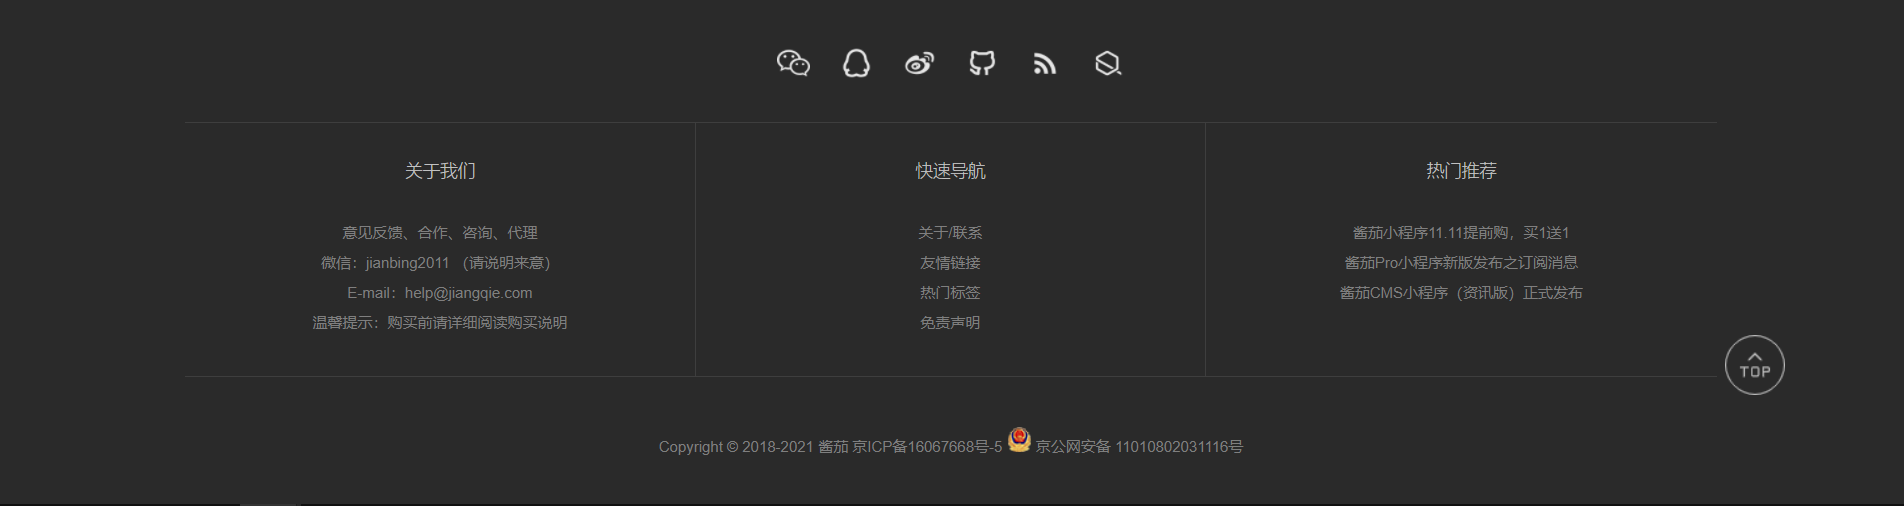 关于我们
意见反馈、合作、咨询、代理
微信：jianbing2011 （请说明来意）
E-mail：help@jiangqie.com
温馨提示：购买前请详细阅读购买说明
快速导航
关于/联系
友情链接
热门标签
免责声明
热门推荐
酱茄小程序11.11提前购，买1送1
酱茄Pro小程序新版发布之订阅消息
酱茄CMS小程序（资讯版）正式发布
TOP
Copyright © 2018-2021 酱茄 京ICP备16067668号-5 京公网安备 11010802031116号